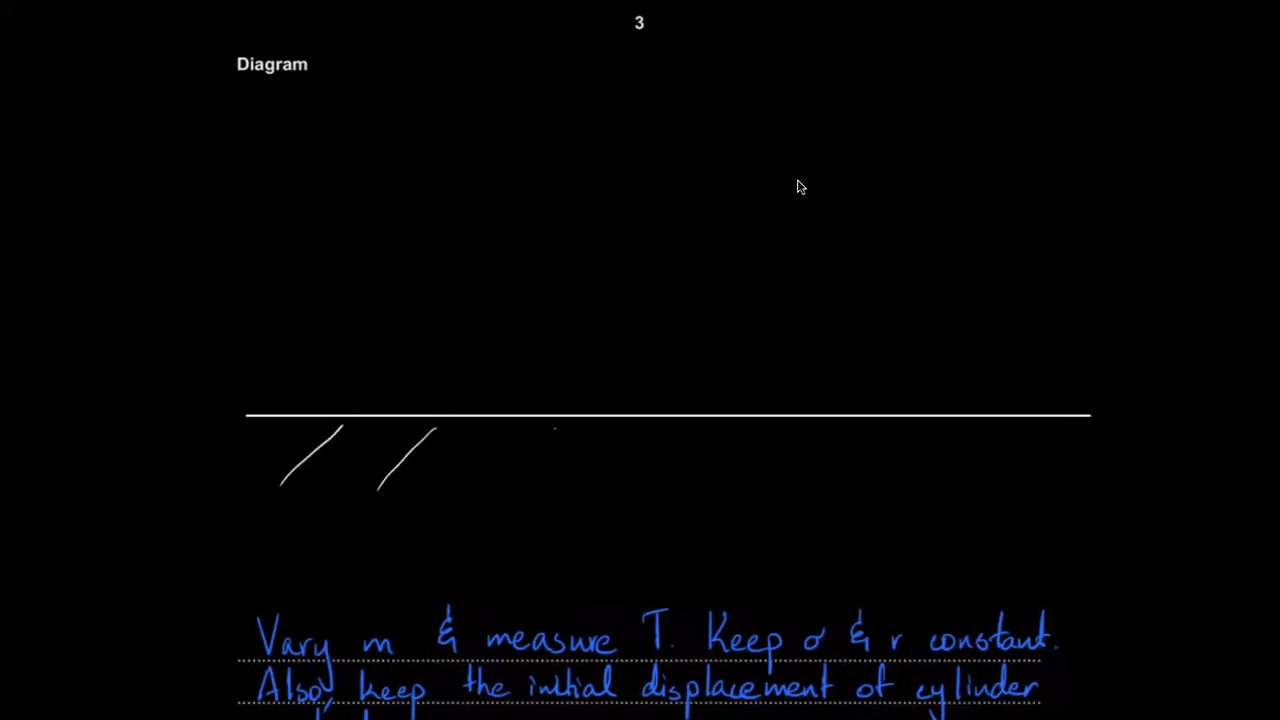 3
Diagram
Vary m & measure T. Keep σ & r constant.
Also, keep the initial displacement of cylinder